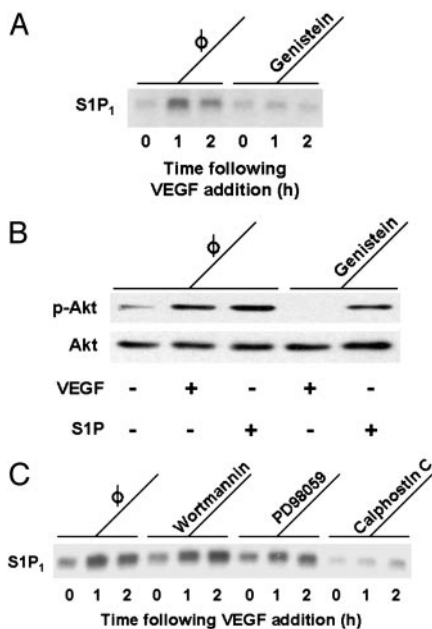 A
ϕ Genistein
S1P₁
0 1 2 0 1 2
Time following
VEGF addition (h)
B
ϕ Genistein
p-Akt
Akt
VEGF - + - + -
S1P - - + - +
C
ϕ Wortmannin PD98059 Calphostin C
S1P₁
0 1 2 0 1 2 0 1 2 0 1 2
Time following VEGF addition (h)